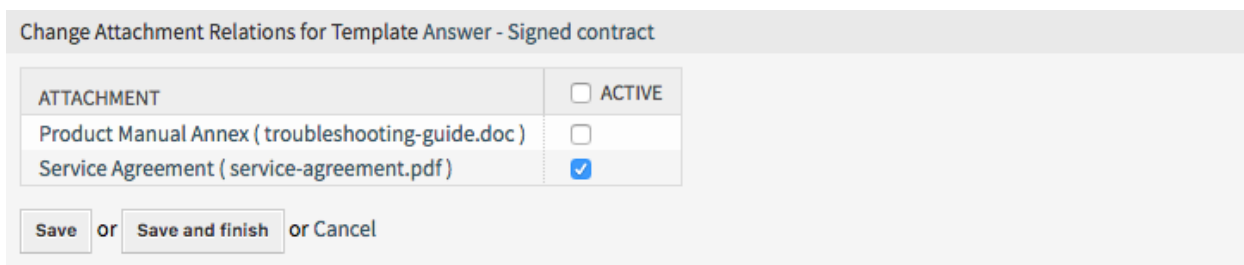 Change Attachment Relations for Template Answer - Signed contract
ATTACHMENT ACTIVE
Product Manual Annex ( troubleshooting-guide.doc )
Service Agreement ( service-agreement.pdf )
Save or Save and finish or Cancel